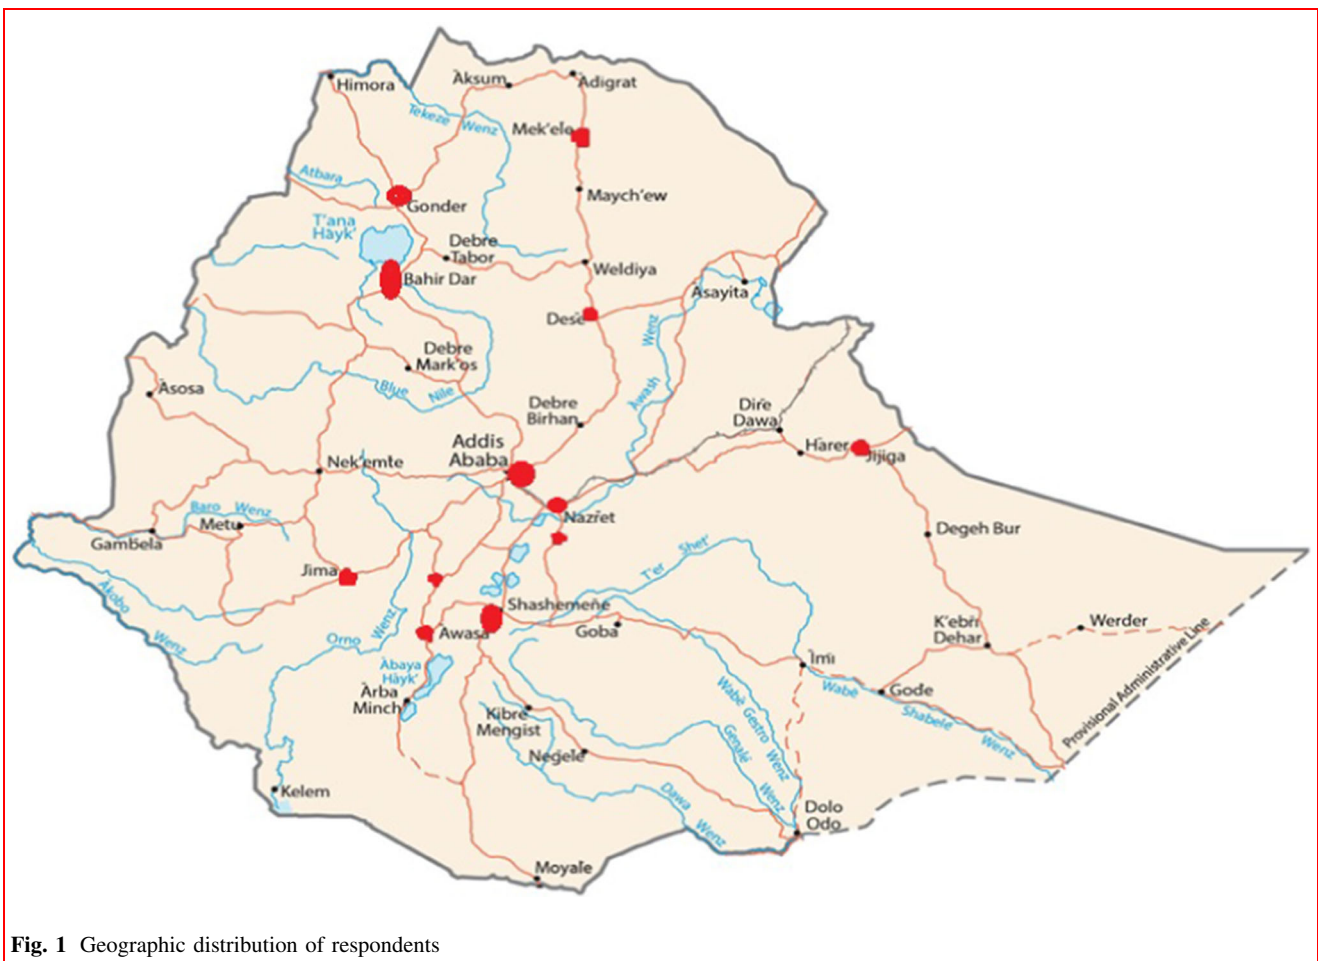 Himora
Aksum
Adigrat
Tekeze Wenz
Mek'ele
Atbara
Maych'ew
Gonder
T'ana
Hayk'
Debre
Tabor
Weldiya
Bahir Dar
Asayita
Dese
Wenz
Debre
Mark'os
Asosa
Blue Nile
Awash
Debre
Birhan
Dire
Dawa
Addis
Ababa
Harer
Jijiga
Nek'emte
Baro Wenz
Metu
Nazret
Gambela
Degeh Bur
Shet'
T'er
Jima
Akobo
Wenz
Shashemene
Omo Wenz
Awasa
Goba
K'ebri
Dehar
Werder
Imi
Abaya
Hayk'
Arba
Minch
Wabe
Gode
Shabele
Wenz
Provisional Administrative Line
Wabe Gestro Wenz
Kibre
Mengist
Genale
Wenz
Negele
Kelem
Dawa
Wenz
Dolo
Odo
Moyale
Fig. 1 Geographic distribution of respondents